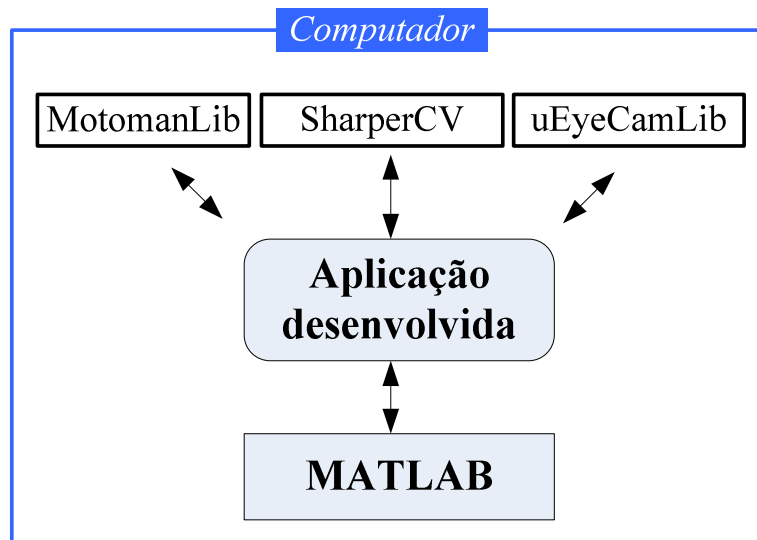 Computador
MotomanLib
SharperCV
uEyeCamLib
Aplicação
desenvolvida
MATLAB